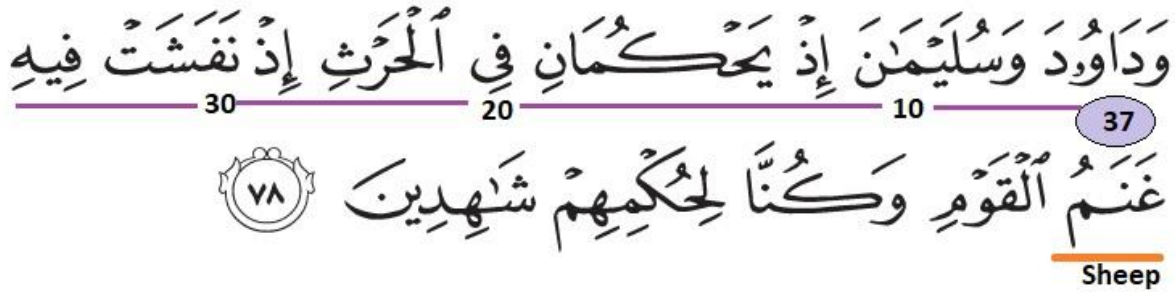 وَدَاوُۥدَ وَسُلَيْمَٰنَ إِذْ يَحْكُمَانِ فِي ٱلْحَرْثِ إِذْ نَفَشَتْ فِيهِ
37 10 20 30
غَنَمُ ٱلْقَوْمِ وَكُنَّا لِحُكْمِهِمْ شَٰهِدِينَ ٧٨
Sheep